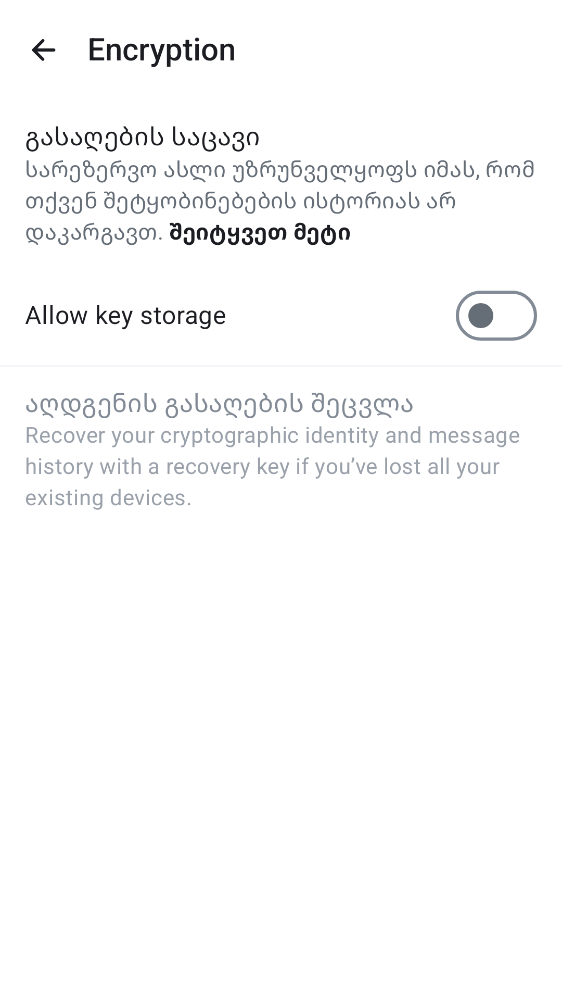 Encryption
გასაღების საცავი
სარეზერვო ასლი უზრუნველყოფს იმას, რომ
თქვენ შეტყობინებების ისტორიას არ
დაკარგავთ. შეიტყვეთ მეტი
Allow key storage
აღდგენის გასაღების შეცვლა
Recover your cryptographic identity and message
history with a recovery key if you’ve lost all your
existing devices.